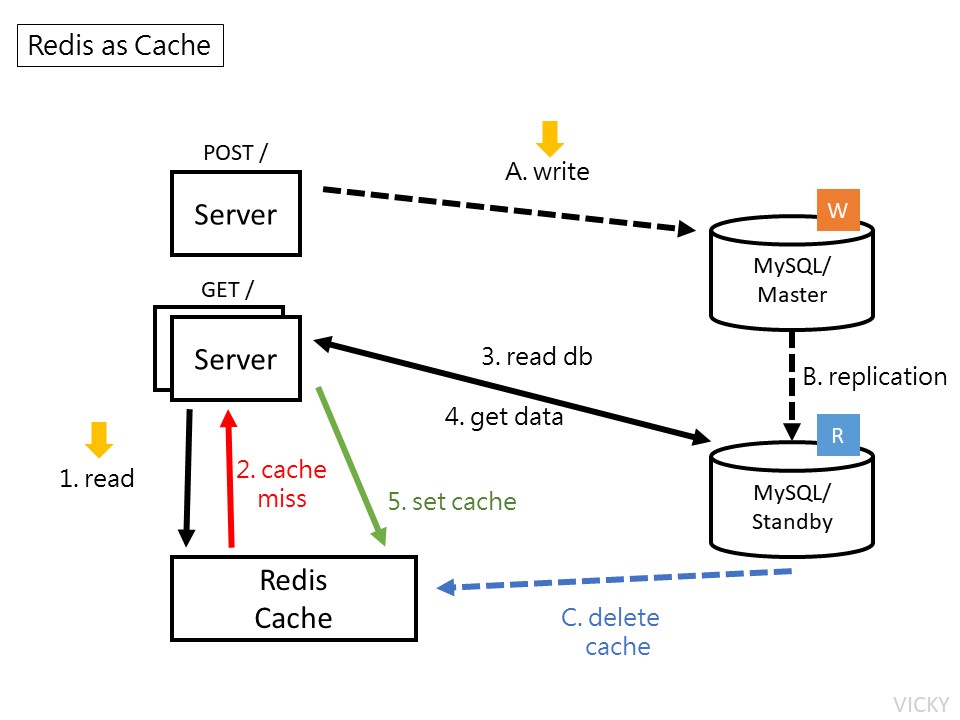 Redis as Cache
POST /
Server
A. write
W
MySQL/
Master
GET /
Server
3. read db
4. get data
B. replication
R
MySQL/
Standby
1. read
2. cache
miss
5. set cache
Redis
Cache
C. delete
cache
VICKY